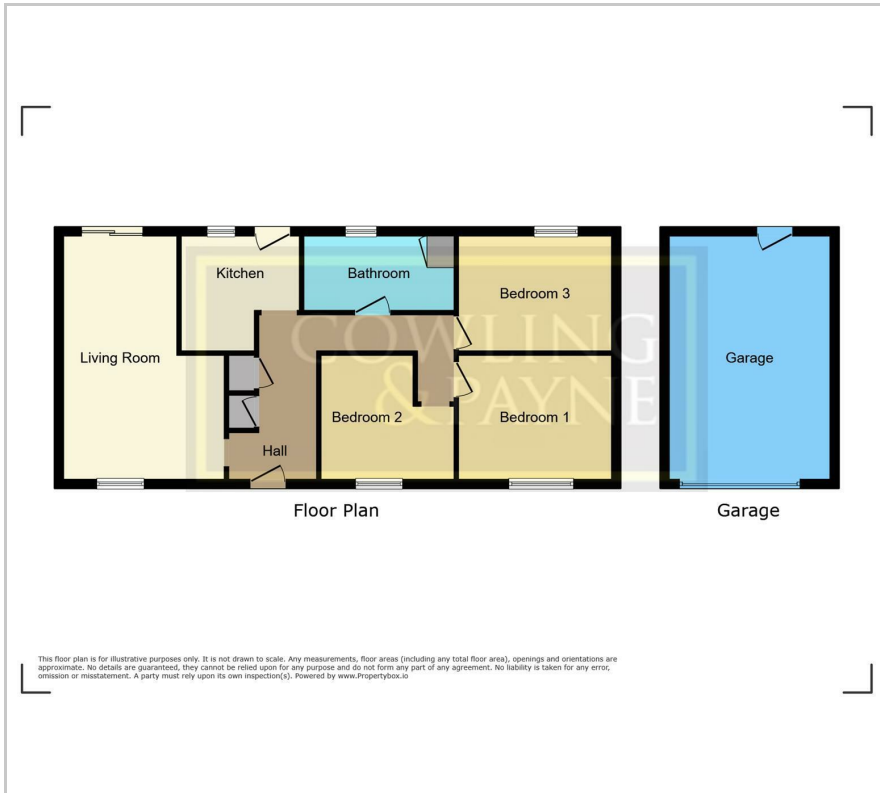 Kitchen
Bathroom
Bedroom 3
Living Room
Garage
COWLING
& PAYNE
Bedroom 2
Bedroom 1
Hall
Floor Plan
Garage
This floor plan is for illustrative purposes only. It is not drawn to scale. Any measurements, floor areas (including any total floor area), openings and orientations are
approximate. No details are guaranteed, they cannot be relied upon for any purpose and do not form any part of any agreement. No liability is taken for any error,
omission or misstatement. A party must rely upon its own inspection(s). Powered by www.Propertybox.io